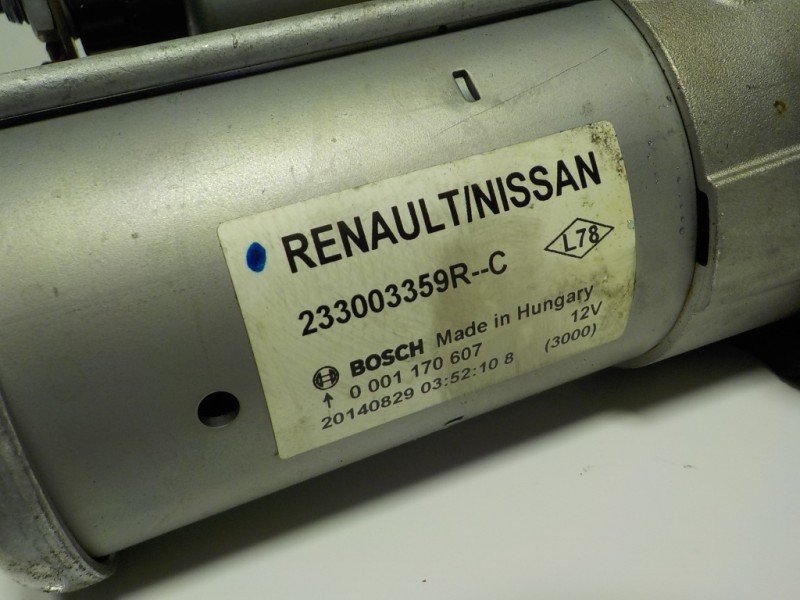 RENAULT/NISSAN
233003359R--C
L78
BOSCH Made in Hungary
0 001 170 607 12V
20140829 03:52:10 8 (3000)